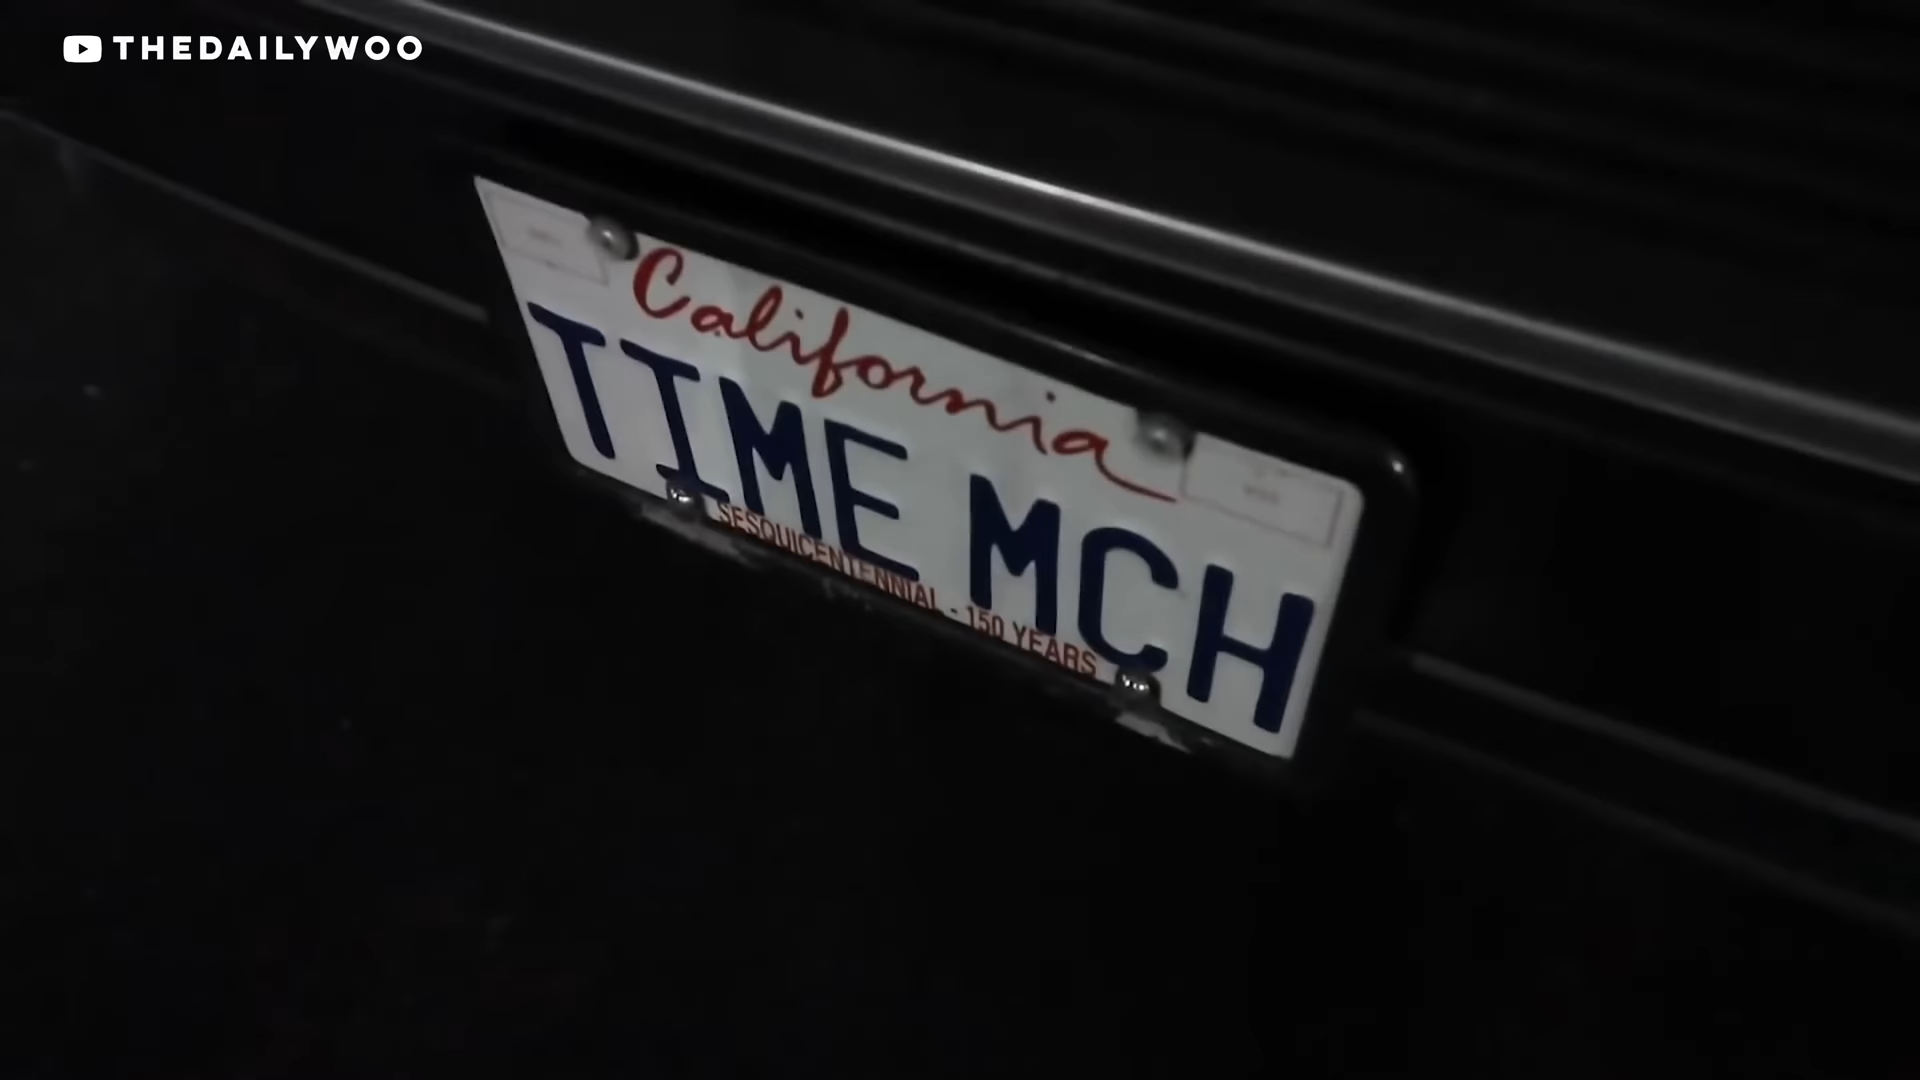 THEDAILYWOO
California
TIME MCH
SESQUICENTENNIAL - 150 YEARS